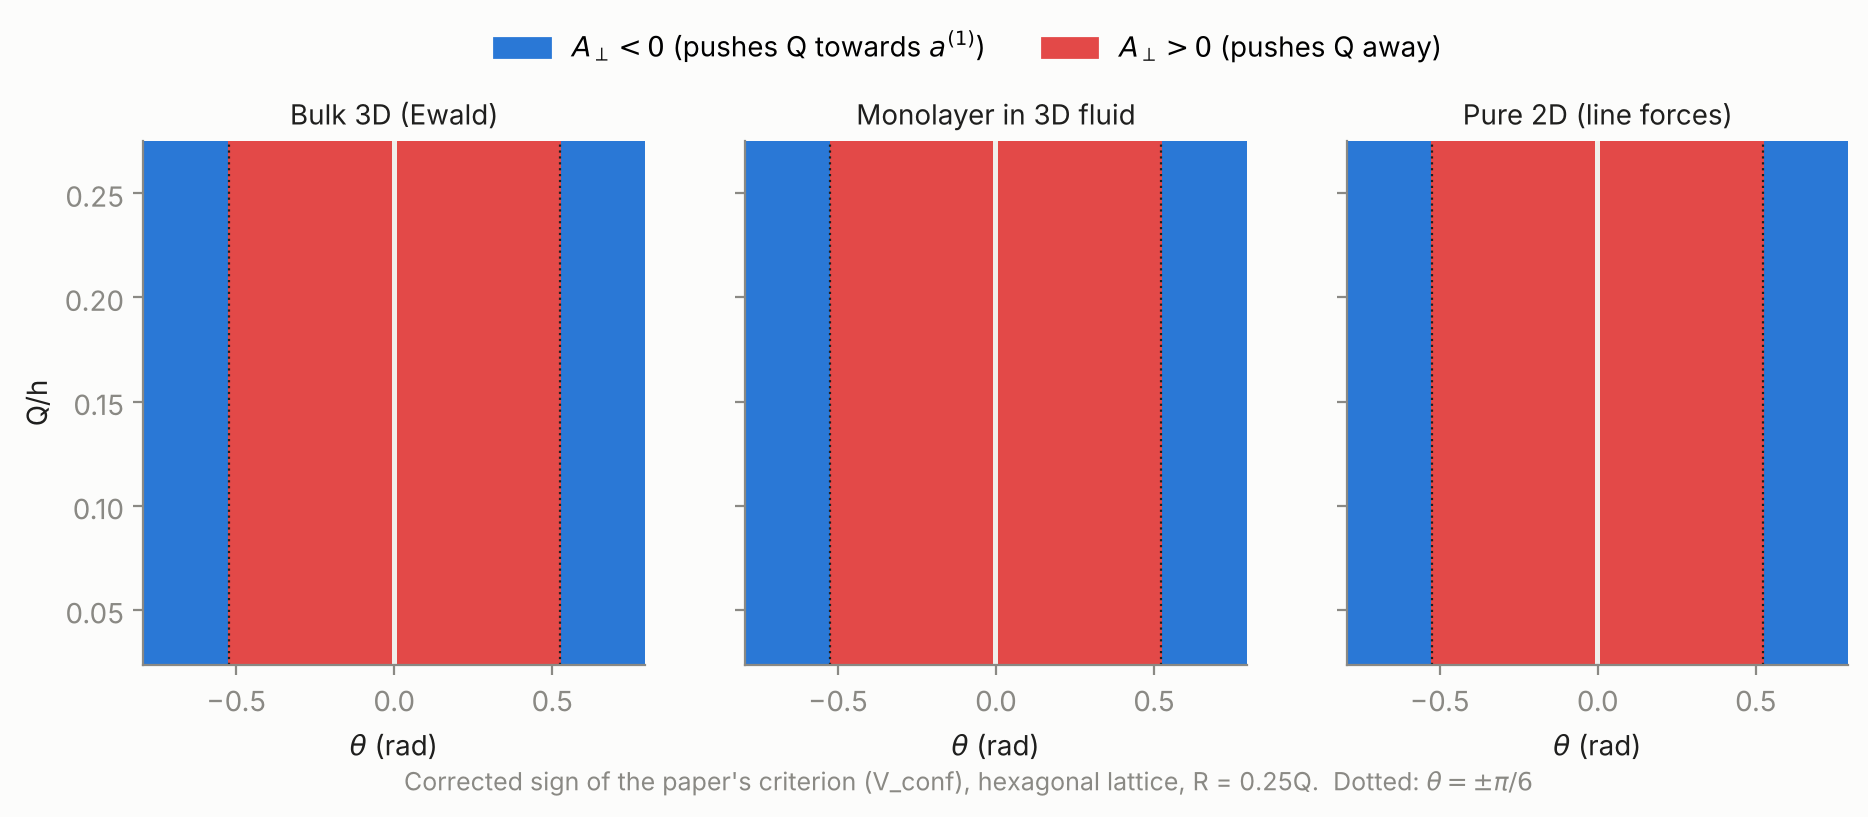 A⊥ < 0 (pushes Q towards a⁽¹⁾)
A⊥ > 0 (pushes Q away)
Bulk 3D (Ewald)
Monolayer in 3D fluid
Pure 2D (line forces)
Q/h
0.25
0.20
0.15
0.10
0.05
−0.5 0.0 0.5
−0.5 0.0 0.5
−0.5 0.0 0.5
θ (rad)
θ (rad)
θ (rad)
Corrected sign of the paper's criterion (V_conf), hexagonal lattice, R = 0.25Q. Dotted: θ = ±π/6